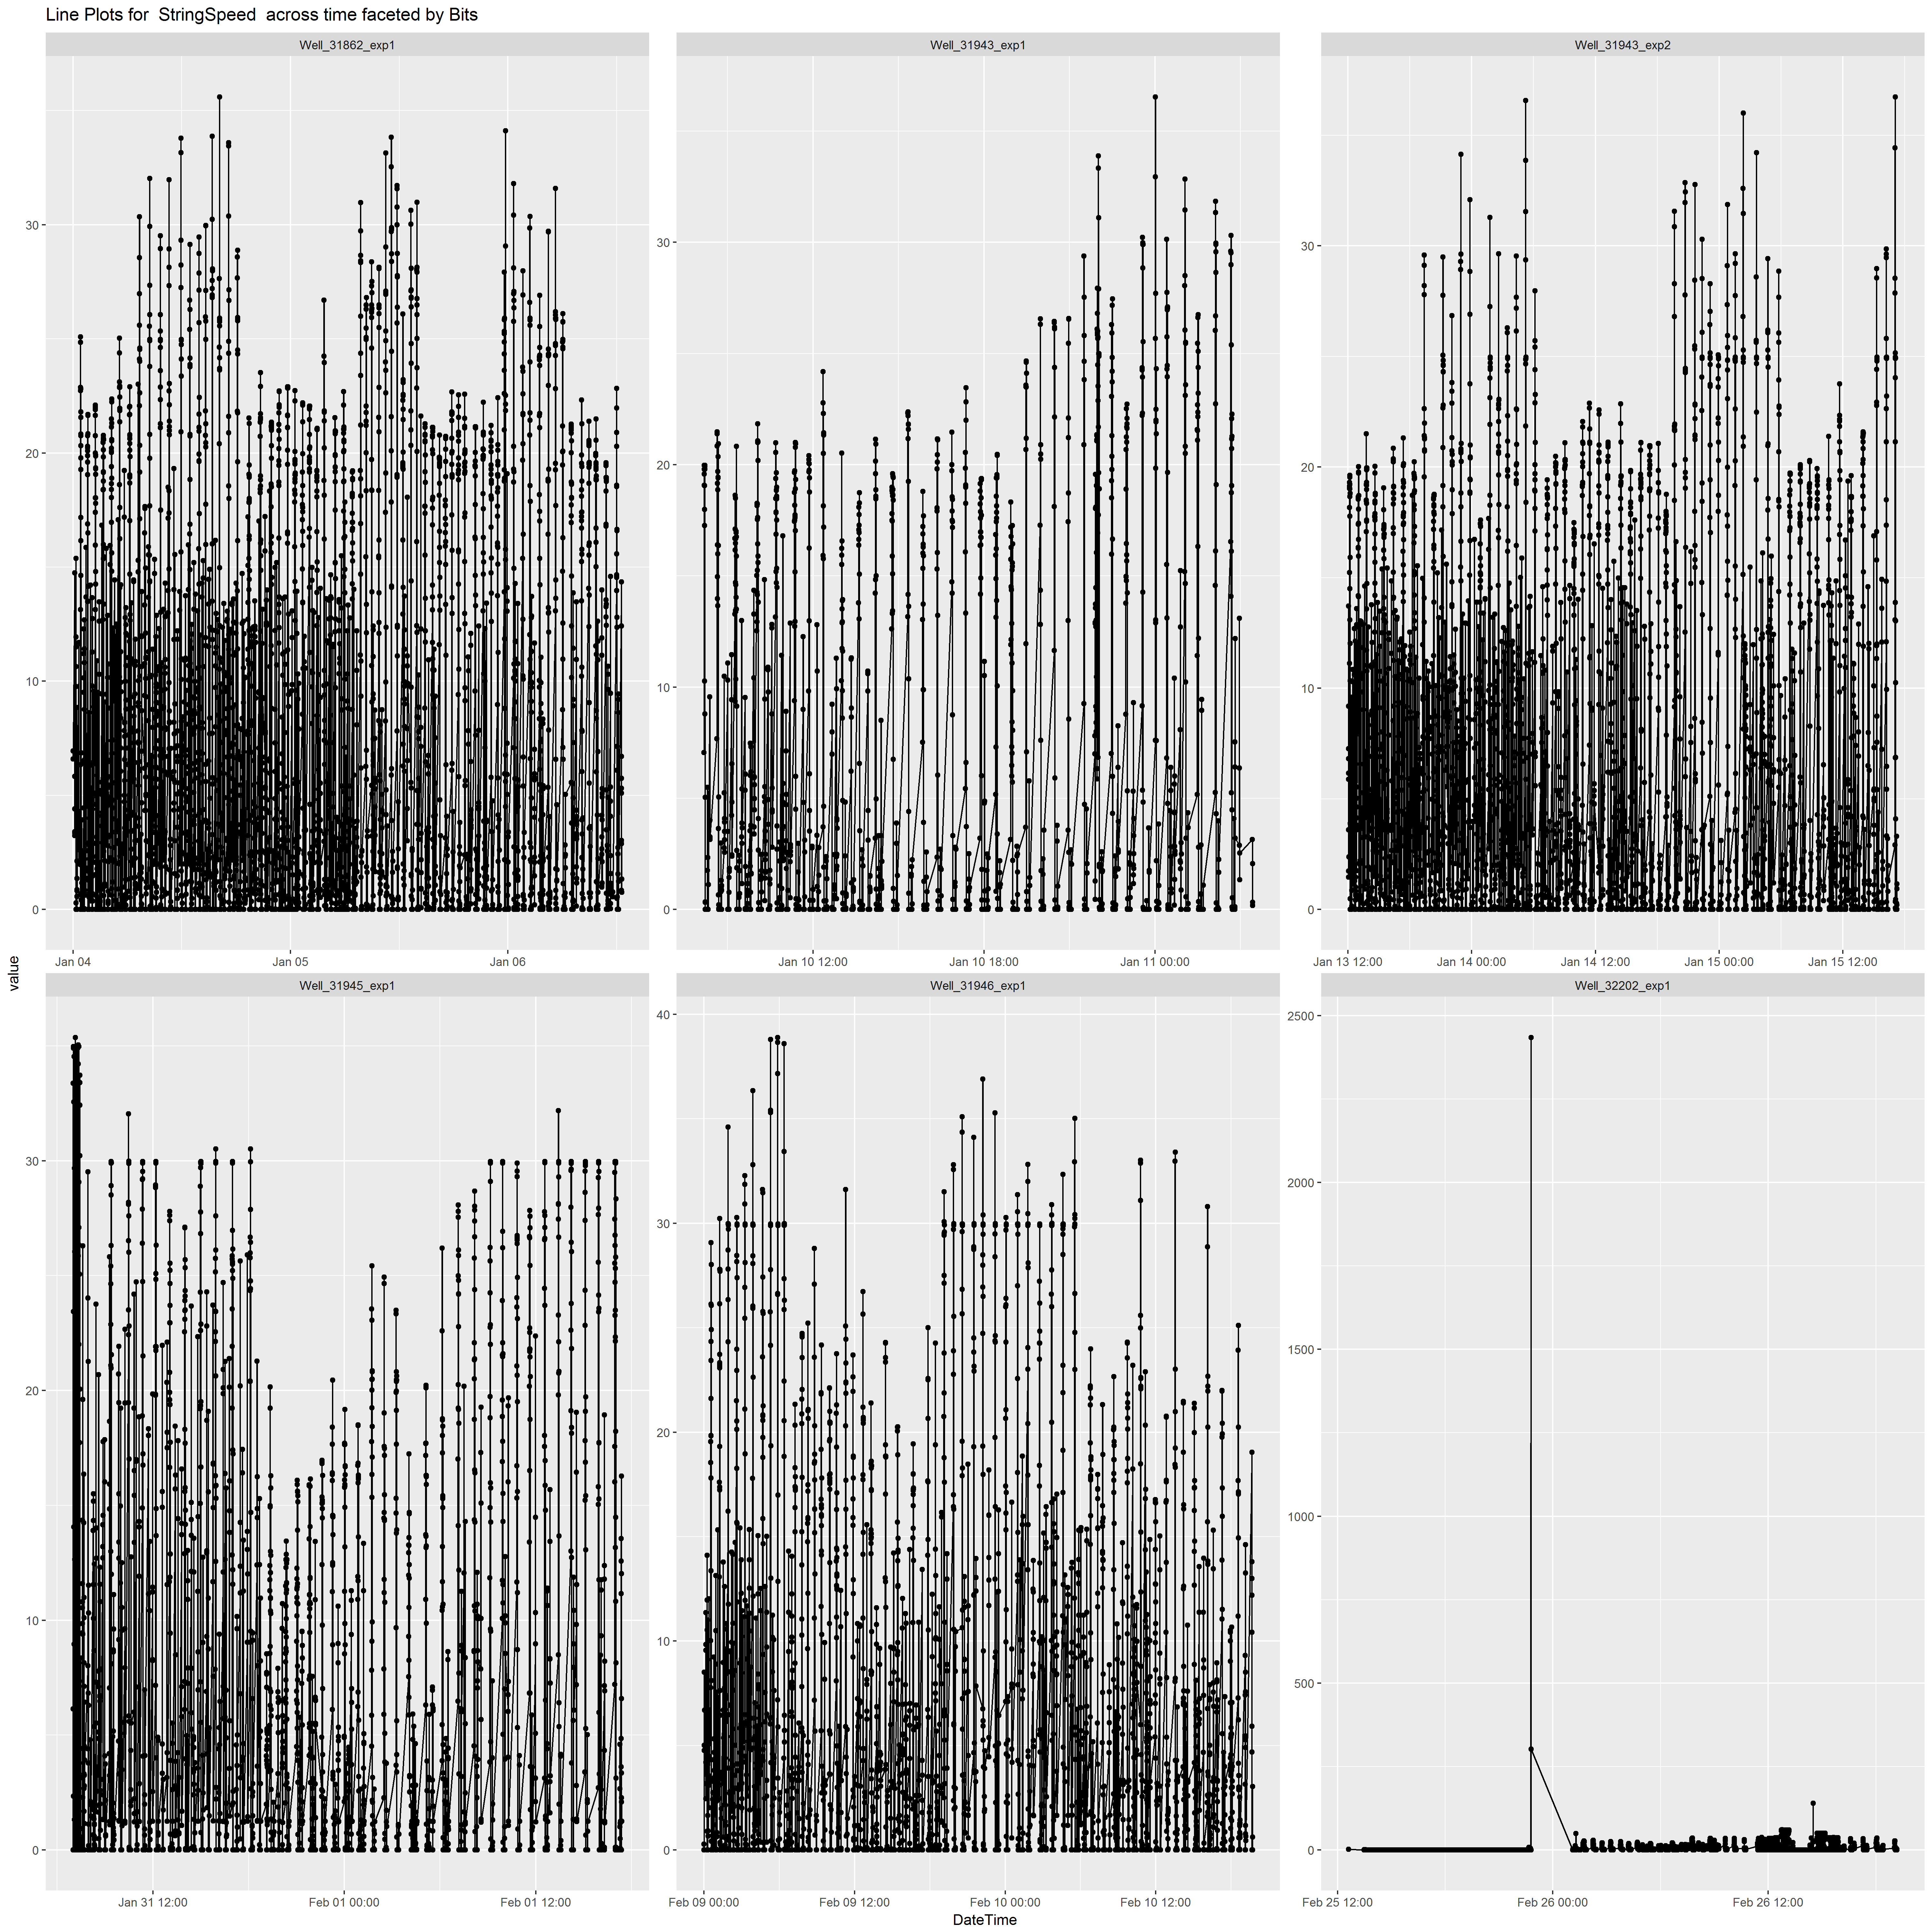 Line Plots for  StringSpeed  across time faceted by Bits
Well_31862_exp1
Well_31943_exp1
Well_31943_exp2
30
20
10
0
30
20
10
0
30
20
10
0
Jan 04
Jan 05
Jan 06
Jan 10 12:00
Jan 10 18:00
Jan 11 00:00
Jan 13 12:00
Jan 14 00:00
Jan 14 12:00
Jan 15 00:00
Jan 15 12:00
value
Well_31945_exp1
Well_31946_exp1
Well_32202_exp1
30
20
10
0
40
30
20
10
0
2500
2000
1500
1000
500
0
Jan 31 12:00
Feb 01 00:00
Feb 01 12:00
Feb 09 00:00
Feb 09 12:00
Feb 10 00:00
Feb 10 12:00
Feb 25 12:00
Feb 26 00:00
Feb 26 12:00
DateTime